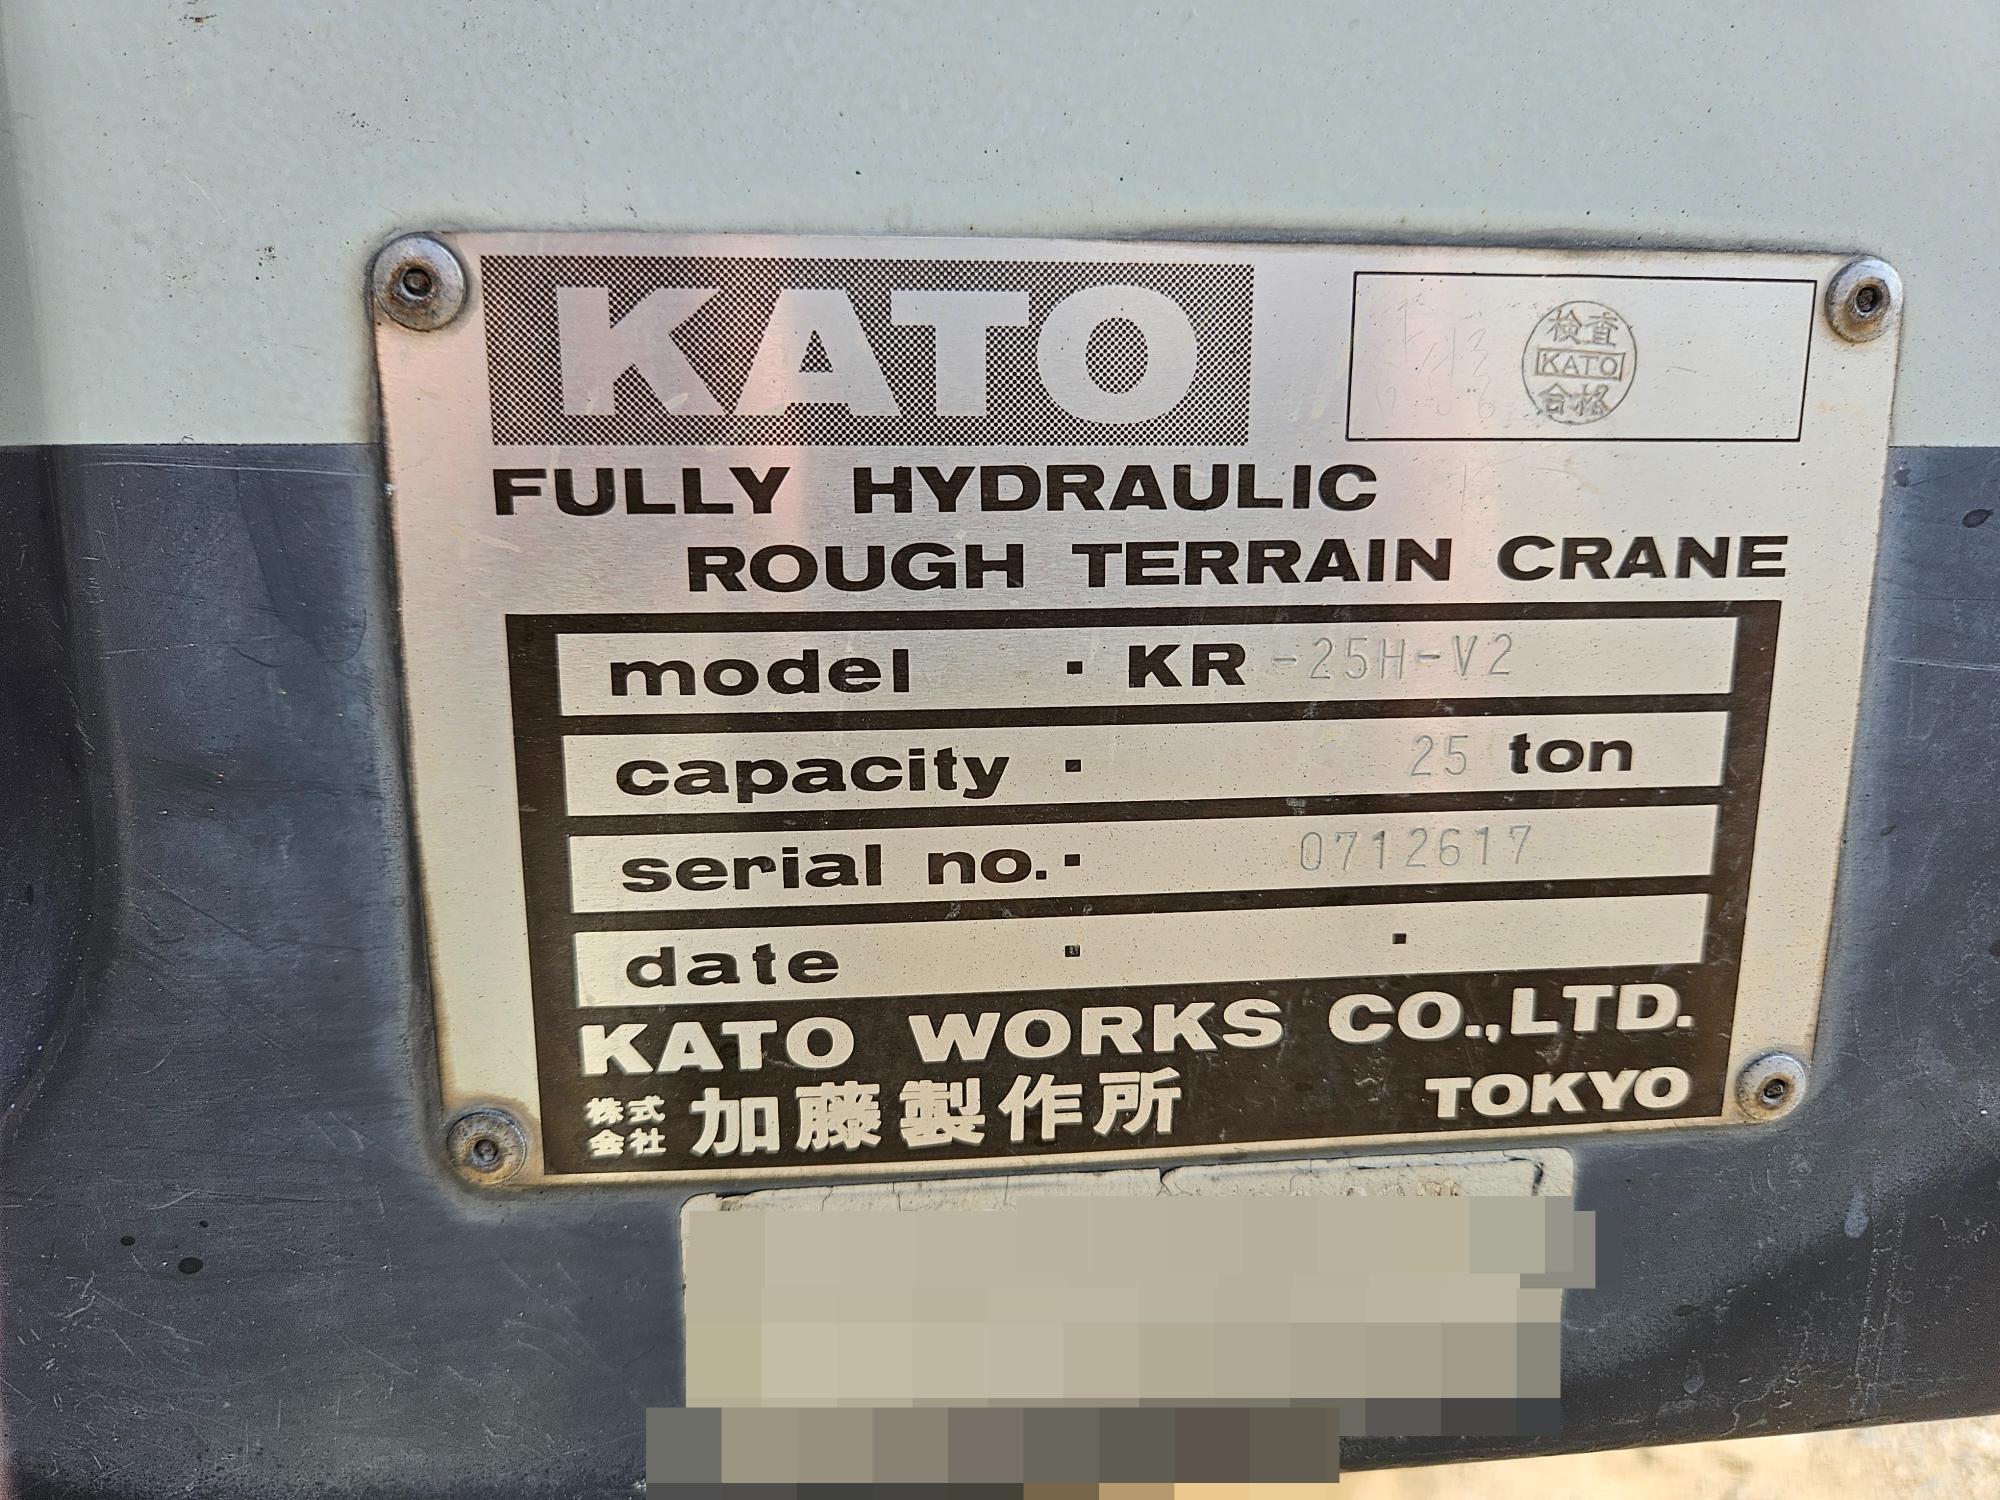 KATO
検査
KATO
合格
FULLY HYDRAULIC
ROUGH TERRAIN CRANE
model · KR -25H-V2
capacity · 25 ton
serial no. · 0712617
date · ·
KATO WORKS CO.,LTD.
株式会社 加藤製作所 TOKYO